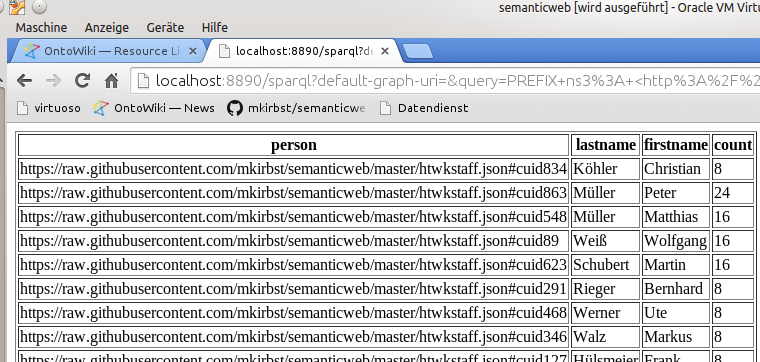 semanticweb [wird ausgeführt] - Oracle VM Virtu
Maschine Anzeige Geräte Hilfe
OntoWiki — Resource Li localhost:8890/sparql?d
localhost:8890/sparql?default-graph-uri=&query=PREFIX+ns3%3A+<http%3A%2F%2
virtuoso OntoWiki — News mkirbst/semanticwe Datendienst
person lastname firstname count
https://raw.githubusercontent.com/mkirbst/semanticweb/master/htwkstaff.json#cuid834 Köhler Christian 8
https://raw.githubusercontent.com/mkirbst/semanticweb/master/htwkstaff.json#cuid863 Müller Peter 24
https://raw.githubusercontent.com/mkirbst/semanticweb/master/htwkstaff.json#cuid548 Müller Matthias 16
https://raw.githubusercontent.com/mkirbst/semanticweb/master/htwkstaff.json#cuid89 Weiß Wolfgang 16
https://raw.githubusercontent.com/mkirbst/semanticweb/master/htwkstaff.json#cuid623 Schubert Martin 16
https://raw.githubusercontent.com/mkirbst/semanticweb/master/htwkstaff.json#cuid291 Rieger Bernhard 8
https://raw.githubusercontent.com/mkirbst/semanticweb/master/htwkstaff.json#cuid468 Werner Ute 8
https://raw.githubusercontent.com/mkirbst/semanticweb/master/htwkstaff.json#cuid346 Walz Markus 8
https://raw.githubusercontent.com/mkirbst/semanticweb/master/htwkstaff.json#cuid127 Hülsmeier Frank 8